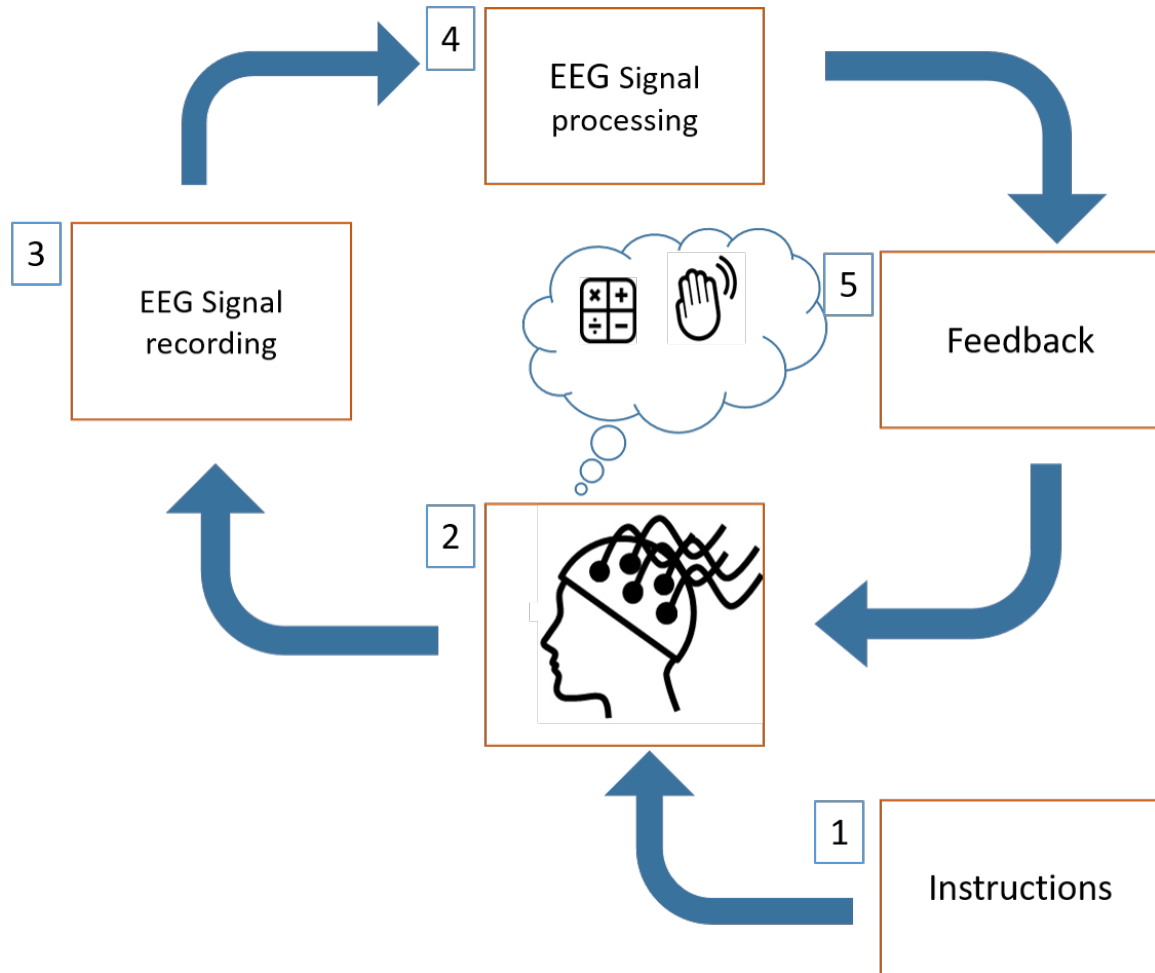 4
EEG Signal
processing
3
EEG Signal
recording
5
Feedback
2
1
Instructions